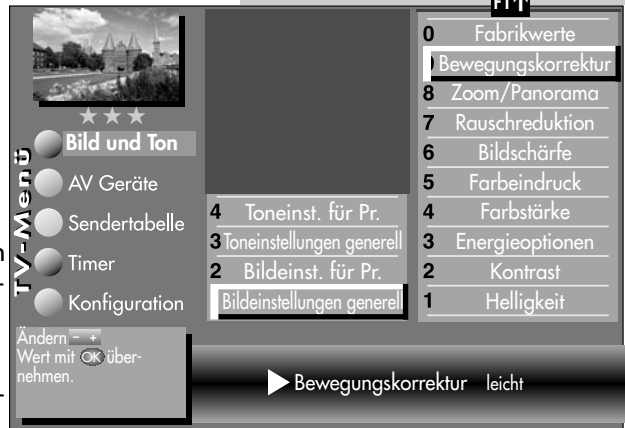 TV-Menü
Bild und Ton
AV Geräte
Sendertabelle
Timer
Konfiguration
Ändern - +
Wert mit OK über-
nehmen.
4 Toneinst. für Pr.
3 Toneinstellungen generell
2 Bildeinst. für Pr.
Bildeinstellungen generell
0 Fabrikwerte
Bewegungskorrektur
8 Zoom/Panorama
7 Rauschreduktion
6 Bildschärfe
5 Farbeindruck
4 Farbstärke
3 Energieoptionen
2 Kontrast
1 Helligkeit
Bewegungskorrektur leicht